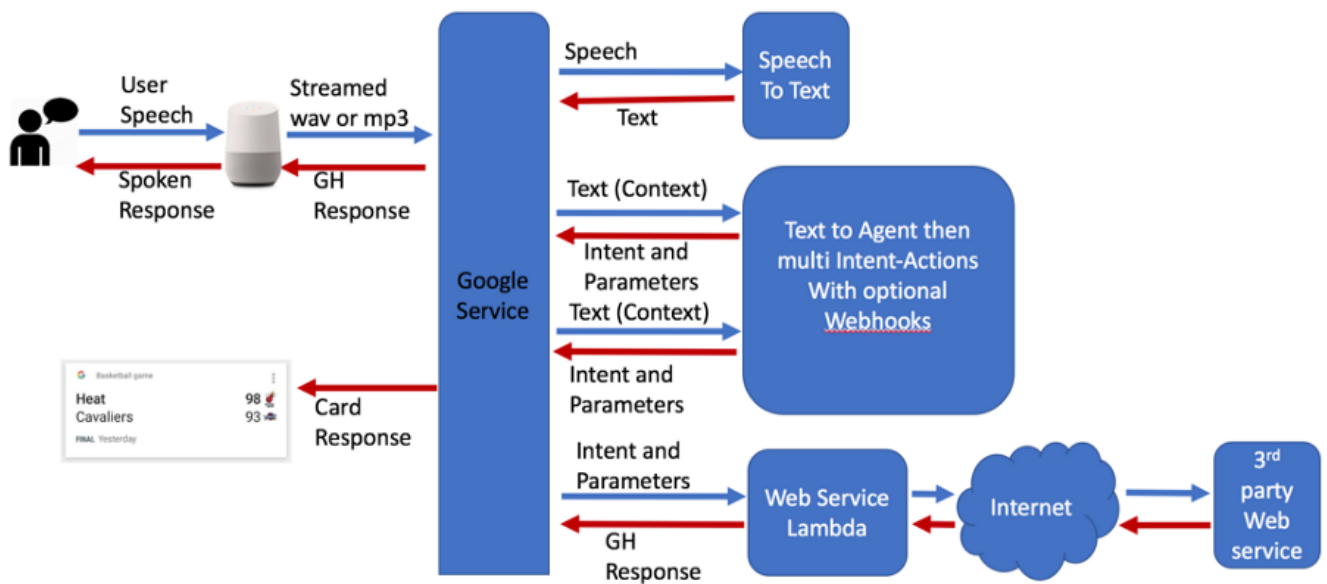 User
Speech
Streamed
wav or mp3
Spoken
Response
GH
Response
Google
Service
Speech
Text
Speech
To Text
Text (Context)
Intent and
Parameters
Text (Context)
Intent and
Parameters
Text to Agent then
multi Intent-Actions
With optional
Webhooks
Basketball game
Heat 98
Cavaliers 93
FINAL Yesterday
Card
Response
Intent and
Parameters
GH
Response
Web Service
Lambda
Internet
3rd
party
Web
service